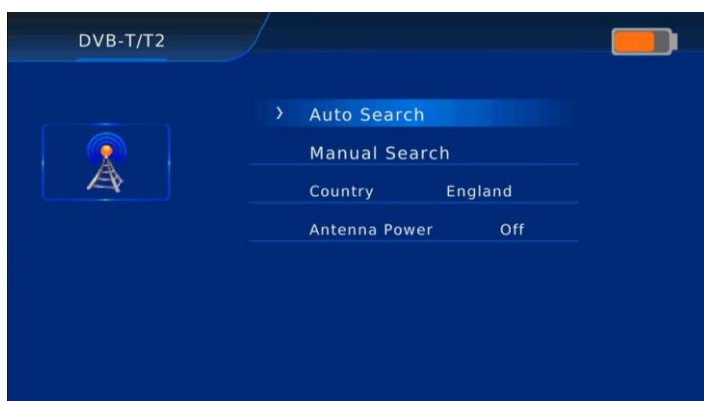 DVB-T/T2
› Auto Search
Manual Search
Country England
Antenna Power Off